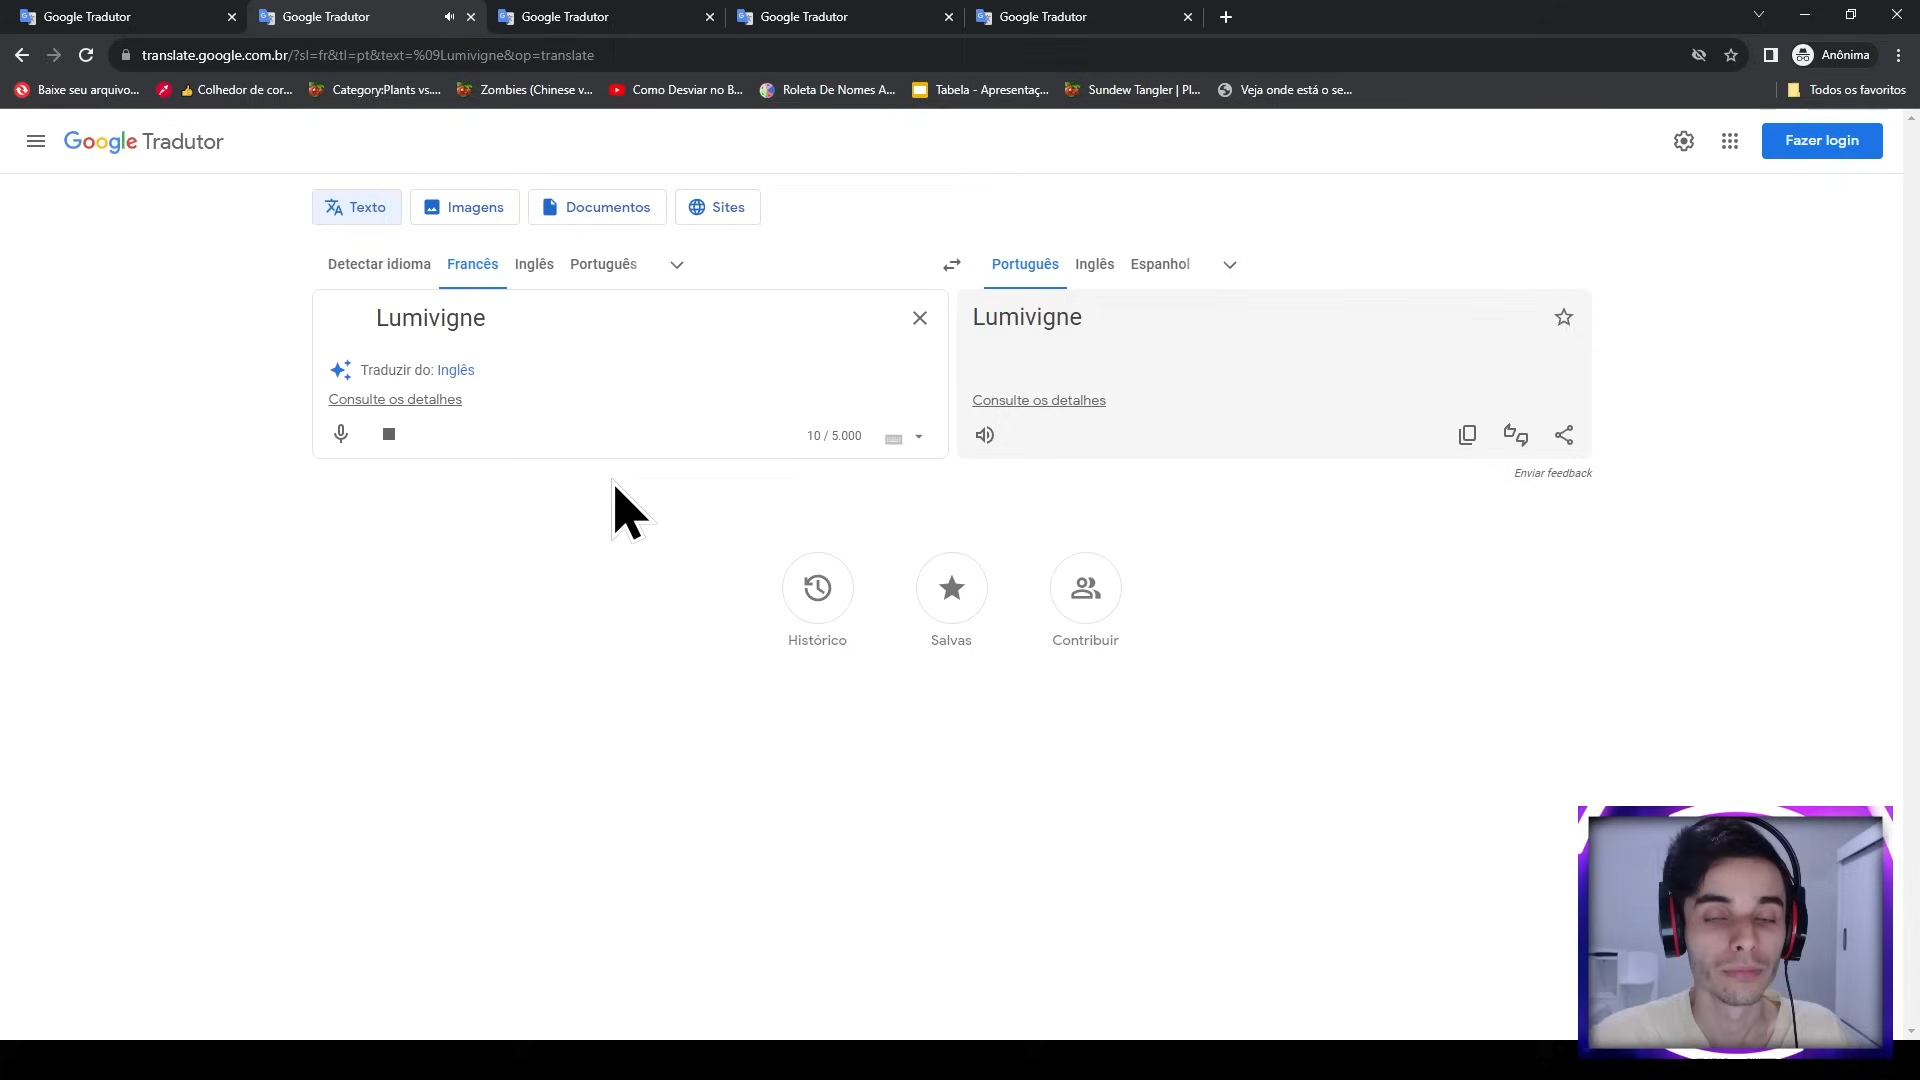 Google Tradutor
Google Tradutor
Google Tradutor
Google Tradutor
Google Tradutor
translate.google.com.br/?sl=fr&tl=pt&text=%09Lumivigne&op=translate
Anônima
Baixe seu arquivo...
👍 Colhedor de cor...
Category:Plants vs....
Zombies (Chinese v...
Como Desviar no B...
Roleta De Nomes A...
Tabela - Apresentaç...
Sundew Tangler | Pl...
Veja onde está o se...
Todos os favoritos
Google Tradutor
Fazer login
Texto
Imagens
Documentos
Sites
Detectar idioma Francês Inglês Português
Português Inglês Espanhol
Lumivigne
Lumivigne
Traduzir do: Inglês
Consulte os detalhes
Consulte os detalhes
10 / 5.000
Enviar feedback
Histórico
Salvas
Contribuir